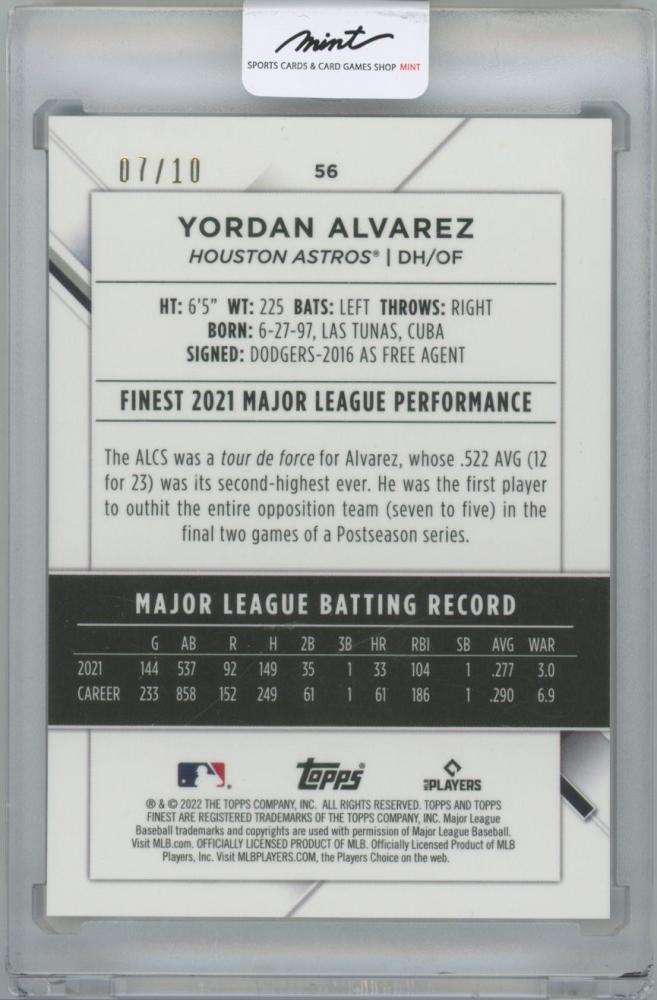 mint
SPORTS CARDS & CARD GAMES SHOP MINT
07/10
56
YORDAN ALVAREZ
HOUSTON ASTROS® | DH/OF
HT: 6'5" WT: 225 BATS: LEFT THROWS: RIGHT
BORN: 6-27-97, LAS TUNAS, CUBA
SIGNED: DODGERS-2016 AS FREE AGENT
FINEST 2021 MAJOR LEAGUE PERFORMANCE
The ALCS was a tour de force for Alvarez, whose .522 AVG (12
for 23) was its second-highest ever. He was the first player
to outhit the entire opposition team (seven to five) in the
final two games of a Postseason series.
MAJOR LEAGUE BATTING RECORD
G AB R H 2B 3B HR RBI SB AVG WAR
2021 144 537 92 149 35 1 33 104 1 .277 3.0
CAREER 233 858 152 249 61 1 61 186 1 .290 6.9
Topps
MLB PLAYERS
® & © 2022 THE TOPPS COMPANY, INC. ALL RIGHTS RESERVED. TOPPS AND TOPPS
FINEST ARE REGISTERED TRADEMARKS OF THE TOPPS COMPANY, INC. Major League
Baseball trademarks and copyrights are used with permission of Major League Baseball.
Visit MLB.com. OFFICIALLY LICENSED PRODUCT OF MLB. Officially Licensed Product of MLB
Players, Inc. Visit MLBPLAYERS.COM, the Players Choice on the web.